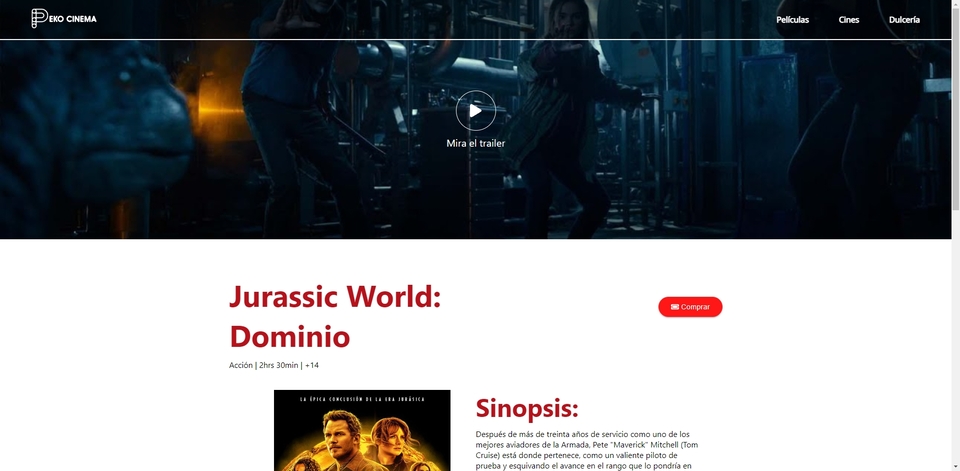 PEKO CINEMA
Películas
Cines
Dulcería
Mira el trailer
Jurassic World:
Dominio
Comprar
Acción | 2hrs 30min | +14
LA ÉPICA CONCLUSIÓN DE LA ERA JURÁSICA
Sinopsis:
Después de más de treinta años de servicio como uno de los
mejores aviadores de la Armada, Pete "Maverick" Mitchell (Tom
Cruise) está donde pertenece, como un valiente piloto de
prueba y esquivando el avance en el rango que lo pondría en